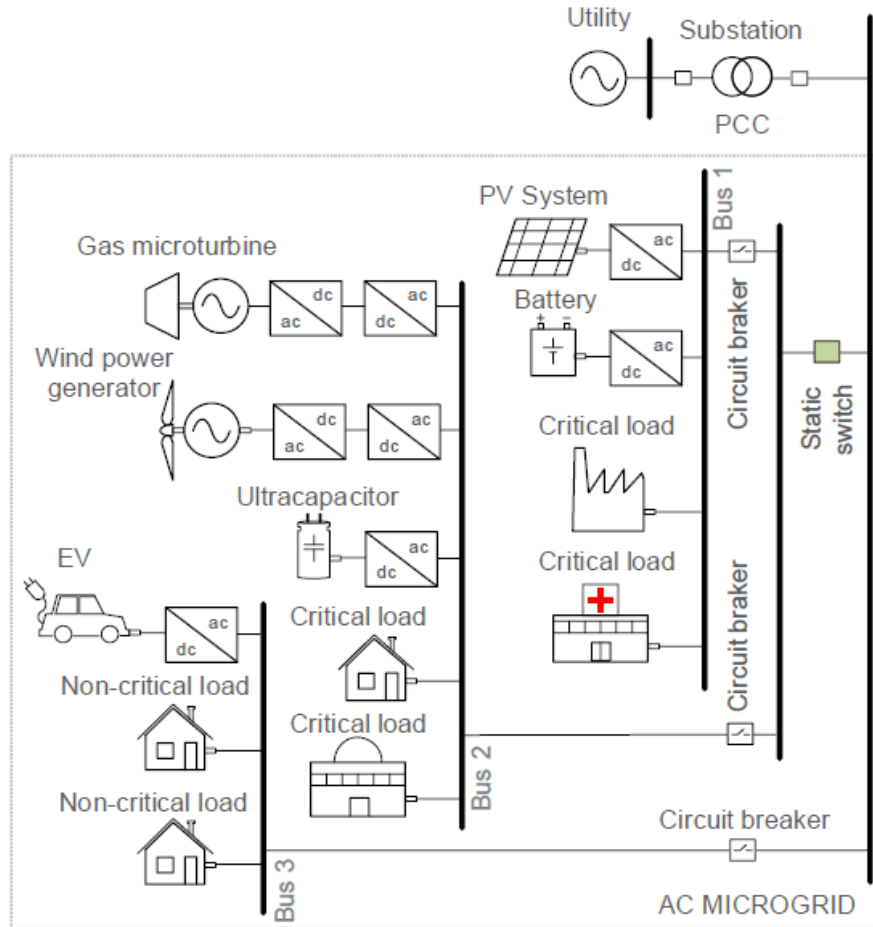 Utility
Substation
PCC
PV System
Bus 1
Gas microturbine
ac
dc
dc
ac
ac
dc
Battery
+ −
ac
dc
Circuit braker
Wind power
generator
dc
ac
ac
dc
Static
switch
Critical load
Ultracapacitor
ac
dc
EV
Critical load
ac
dc
Critical load
Circuit braker
Non-critical load
Critical load
Bus 2
Non-critical load
Circuit breaker
Bus 3
AC MICROGRID